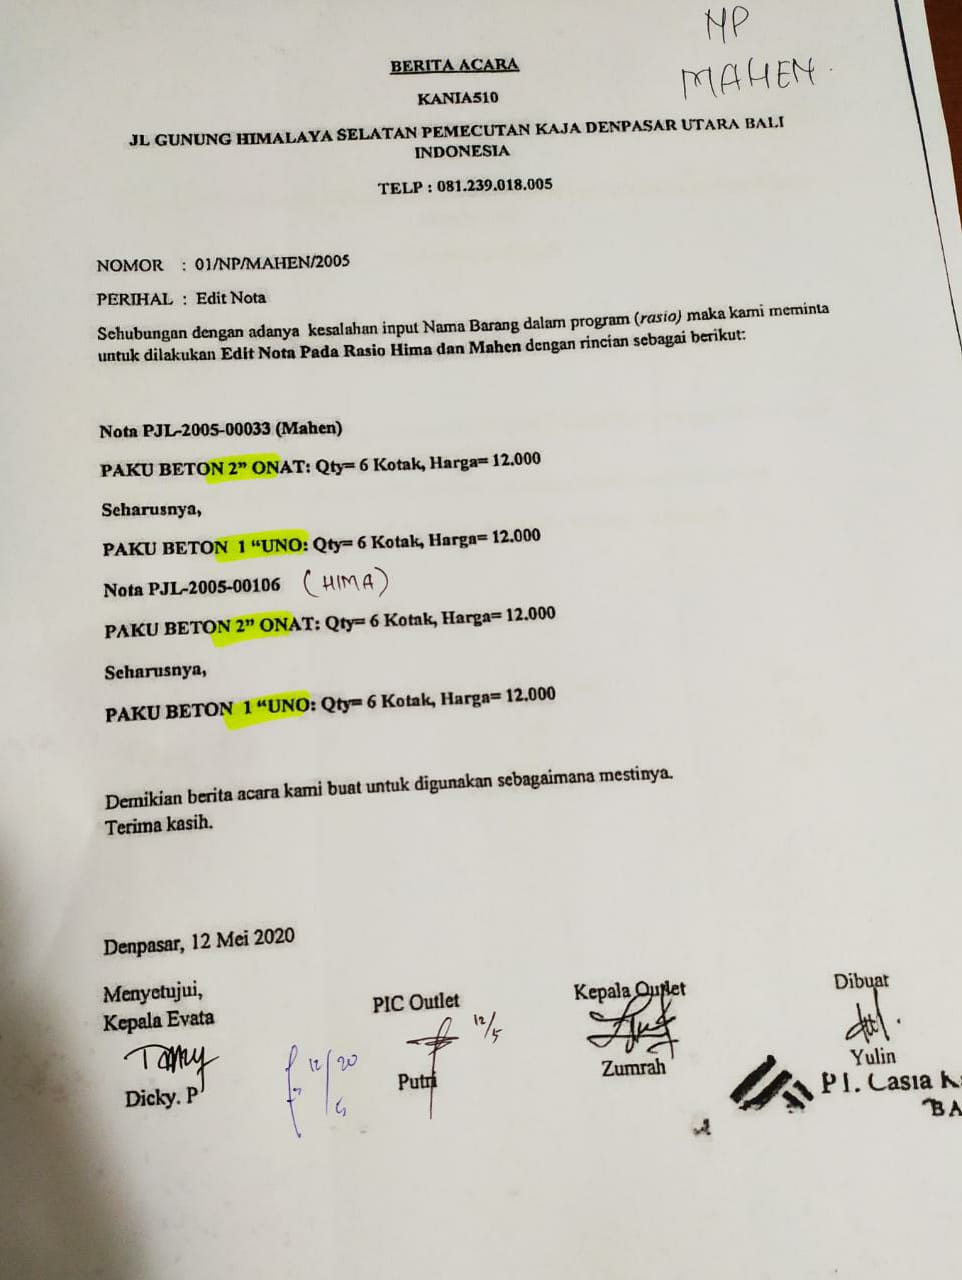 NP
MAHEN.
BERITA ACARA
KANIA510
JL GUNUNG HIMALAYA SELATAN PEMECUTAN KAJA DENPASAR UTARA BALI
INDONESIA
TELP : 081.239.018.005
NOMOR : 01/NP/MAHEN/2005
PERIHAL : Edit Nota
Sehubungan dengan adanya kesalahan input Nama Barang dalam program (rasio) maka kami meminta
untuk dilakukan Edit Nota Pada Rasio Hima dan Mahen dengan rincian sebagai berikut:
Nota PJL-2005-00033 (Mahen)
PAKU BETON 2” ONAT: Qty= 6 Kotak, Harga= 12.000
Seharusnya,
PAKU BETON 1 “UNO: Qty= 6 Kotak, Harga= 12.000
Nota PJL-2005-00106 (HIMA)
PAKU BETON 2” ONAT: Qty= 6 Kotak, Harga= 12.000
Seharusnya,
PAKU BETON 1 “UNO: Qty= 6 Kotak, Harga= 12.000
Demikian berita acara kami buat untuk digunakan sebagaimana mestinya.
Terima kasih.
Denpasar, 12 Mei 2020
Menyetujui,
Kepala Evata PIC Outlet Kepala Outlet Dibuat
12/5
12/5 20
Dicky. P Putri Zumrah Yulin
PT. Casia
BA